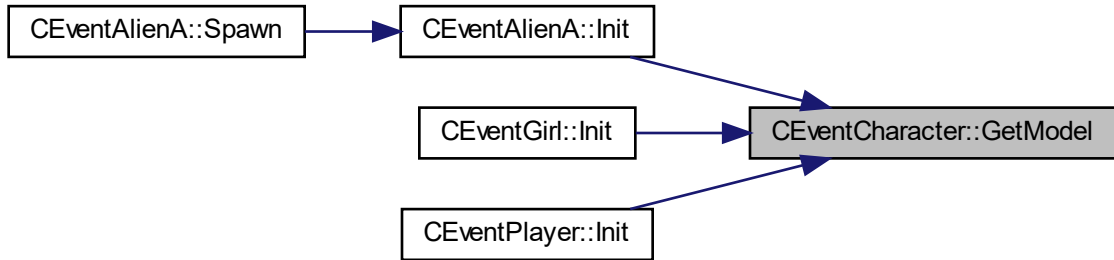 CEventAlienA::Spawn
CEventAlienA::Init
CEventGirl::Init
CEventCharacter::GetModel
CEventPlayer::Init